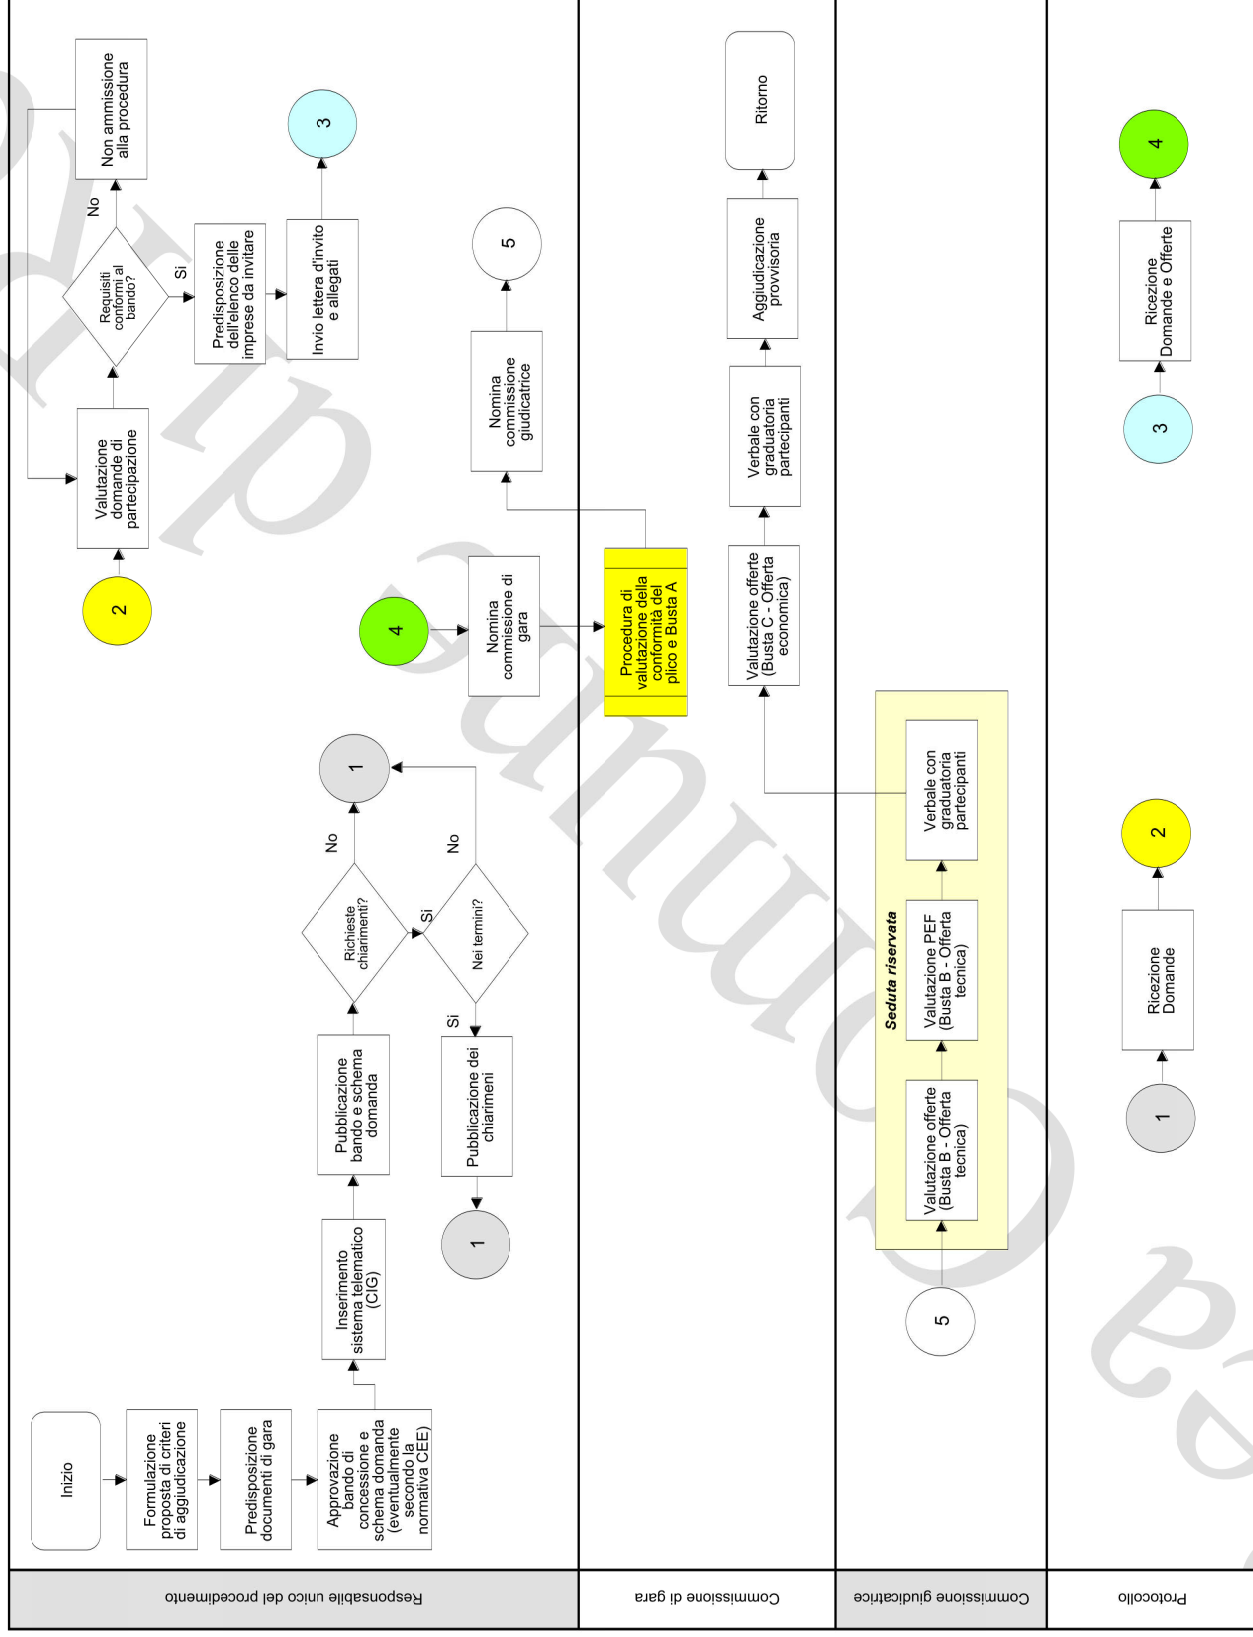 Responsabile unico del procedimento
Inizio
Formulazione
proposta di criteri
di aggiudicazione
Predisposizione
documenti di gara
Approvazione
bando di
concessione e
schema domanda
(eventualmente
secondo la
normativa CEE)
Inserimento
sistema telematico
(CIG)
Pubblicazione
bando e schema
domanda
Richieste
chiarimenti?
No
1
Si
Nei termini?
No
Si
Pubblicazione dei
chiarimeni
1
2
Valutazione
domande di
partecipazione
Requisiti
conformi al
bando?
No
Non ammissione
alla procedura
Si
Predisposizione
dell'elenco delle
imprese da invitare
Invio lettera d'invito
e allegati
3
4
Nomina
commissione di
gara
Nomina
commissione
giudicatrice
5
Commissione di gara
Procedura di
valutazione della
conformità del
plico e Busta A
Valutazione offerte
(Busta C - Offerta
economica)
Verbale con
graduatoria
partecipanti
Aggiudicazione
provvisoria
Ritorno
Commissione giudicatrice
5
Seduta riservata
Valutazione offerte
(Busta B - Offerta
tecnica)
Valutazione PEF
(Busta B - Offerta
tecnica)
Verbale con
graduatoria
partecipanti
Protocollo
1
Ricezione
Domande
2
3
Ricezione
Domande e Offerte
4
ea Comune di